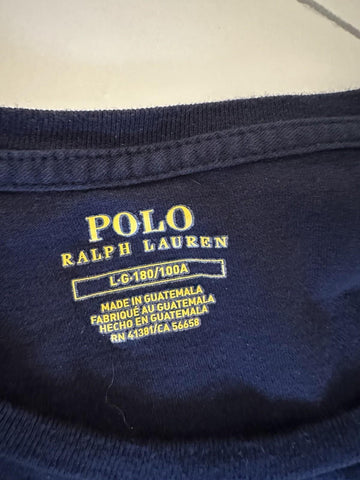 POLO
RALPH LAUREN
L·G·180/100A
MADE IN GUATEMALA
FABRIQUÉ AU GUATEMALA
HECHO EN GUATEMALA
RN 41381/CA 56658